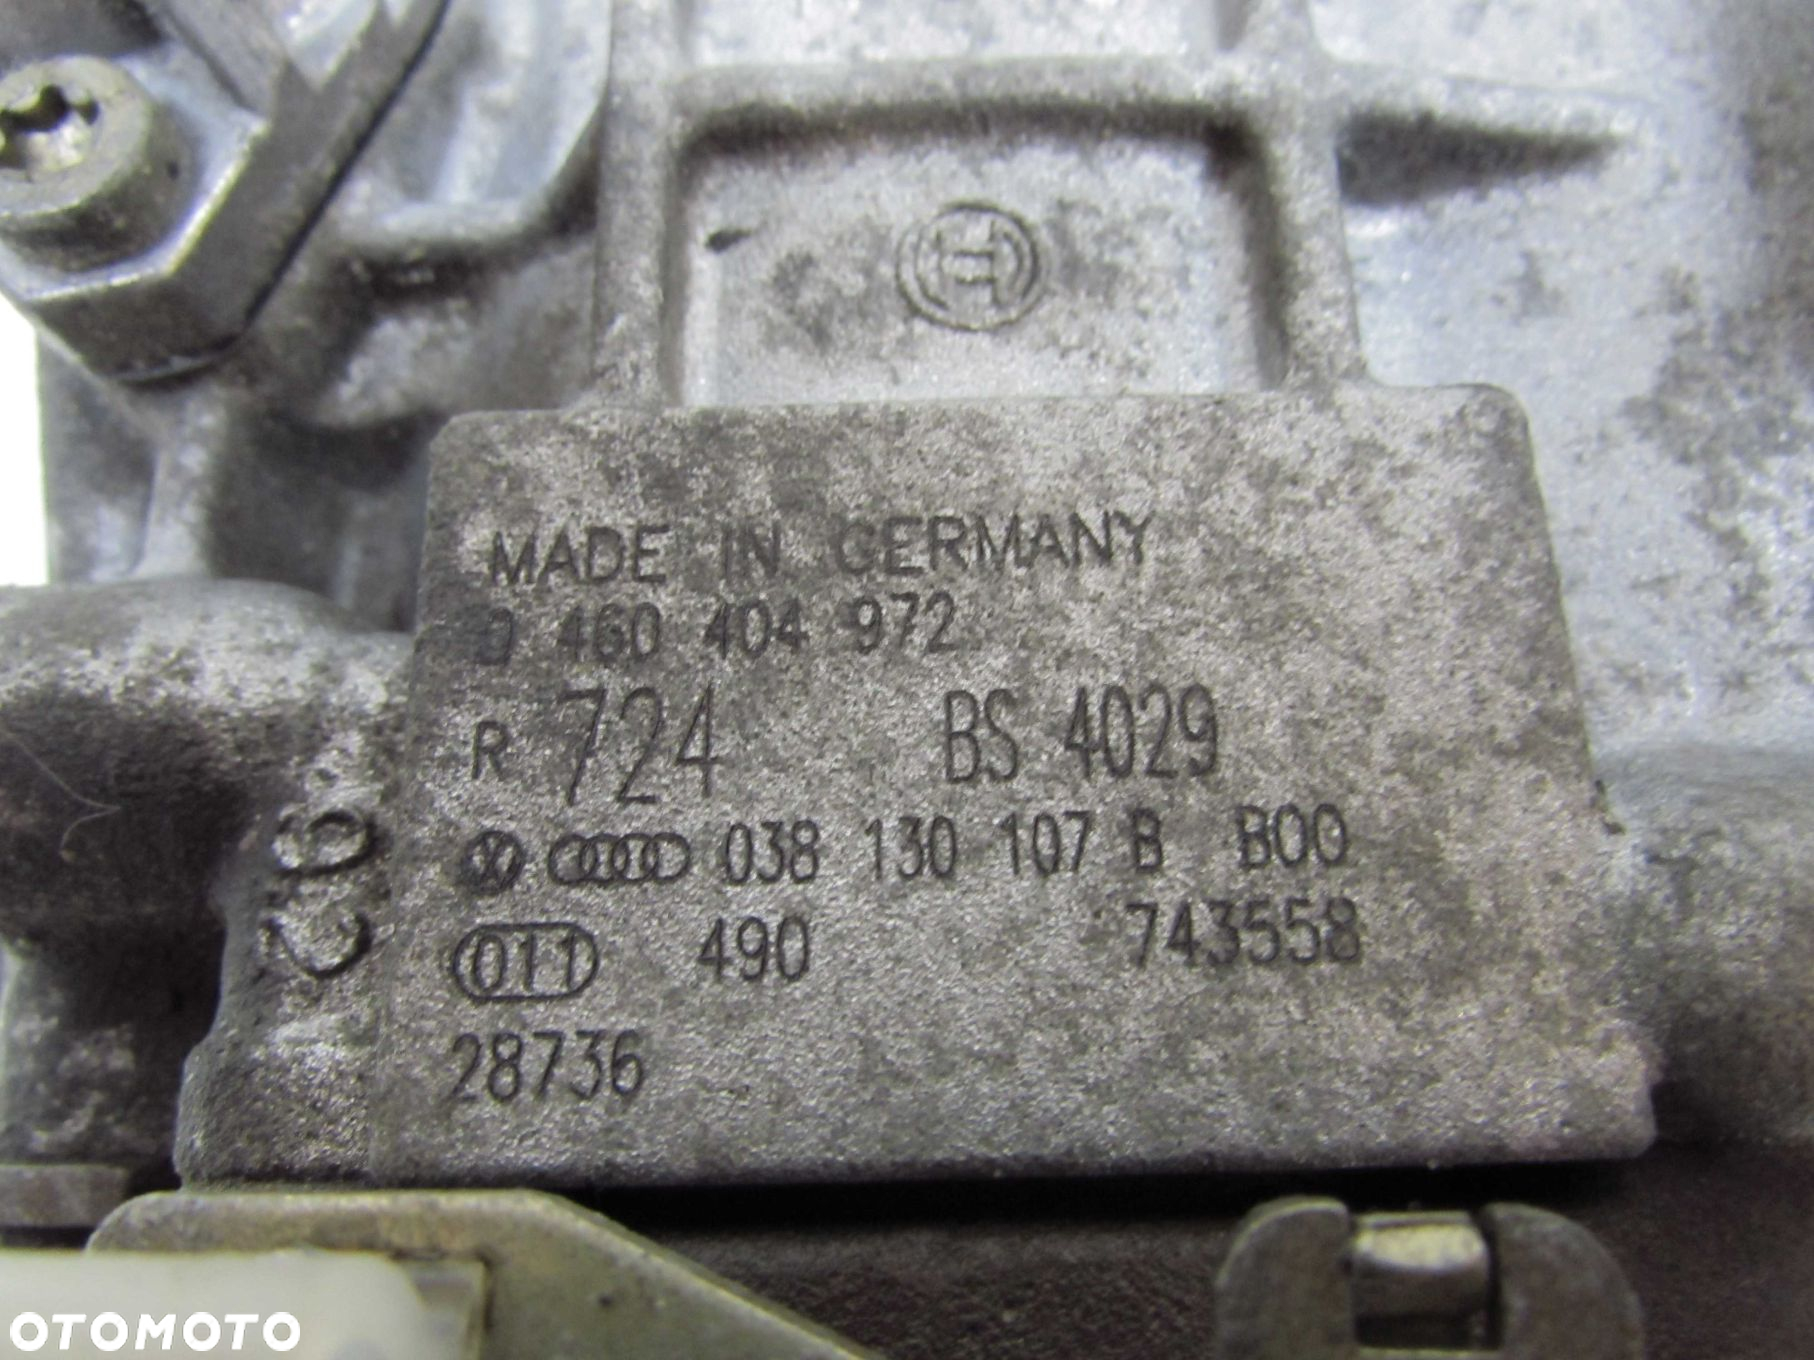 MADE IN GERMANY
0 460 404 972
R 724 BS 4029
038 130 107 B B00
011 490 743558
28736
OTOMOTO